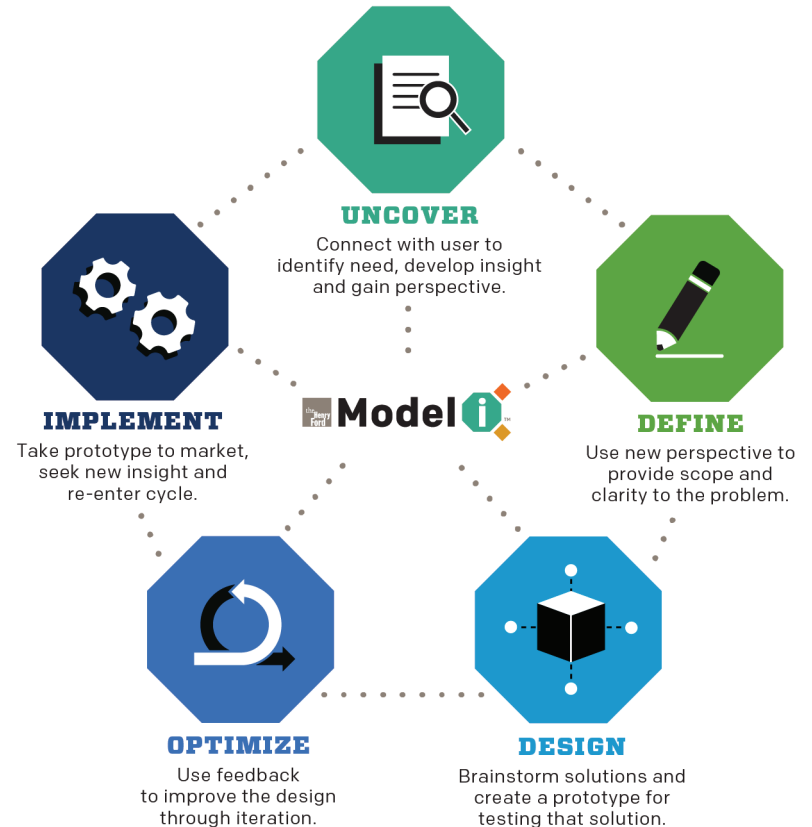 UNCOVER
Connect with user to
identify need, develop insight
and gain perspective.
IMPLEMENT
Take prototype to market,
seek new insight and
re-enter cycle.
the
Henry
Ford
Model i™
DEFINE
Use new perspective to
provide scope and
clarity to the problem.
OPTIMIZE
Use feedback
to improve the design
through iteration.
DESIGN
Brainstorm solutions and
create a prototype for
testing that solution.